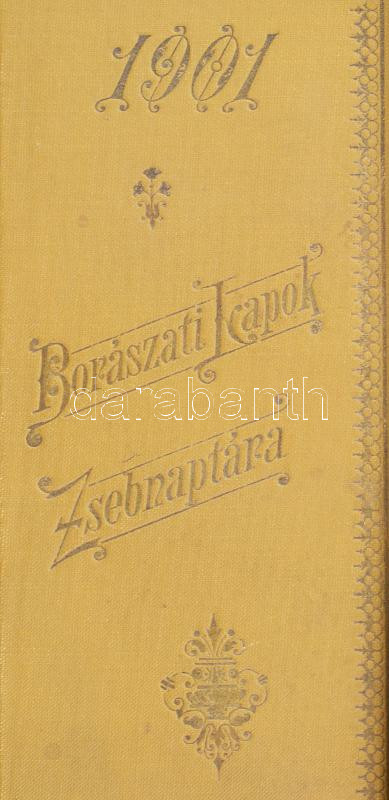 1901
Borászati Lapok
darabanth
Zsebnaptára